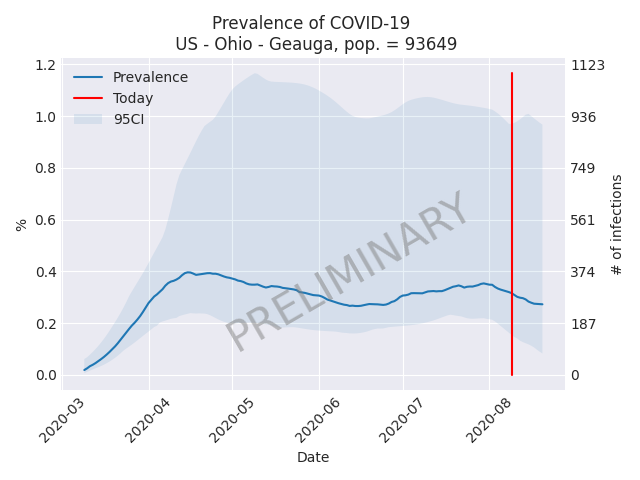 Prevalence of COVID-19
US - Ohio - Geauga, pop. = 93649
Prevalence
Today
95CI
1.2
1.0
0.8
0.6
0.4
0.2
0.0
%
1123
936
749
561
374
187
0
# of infections
PRELIMINARY
2020-03
2020-04
2020-05
2020-06
2020-07
2020-08
Date